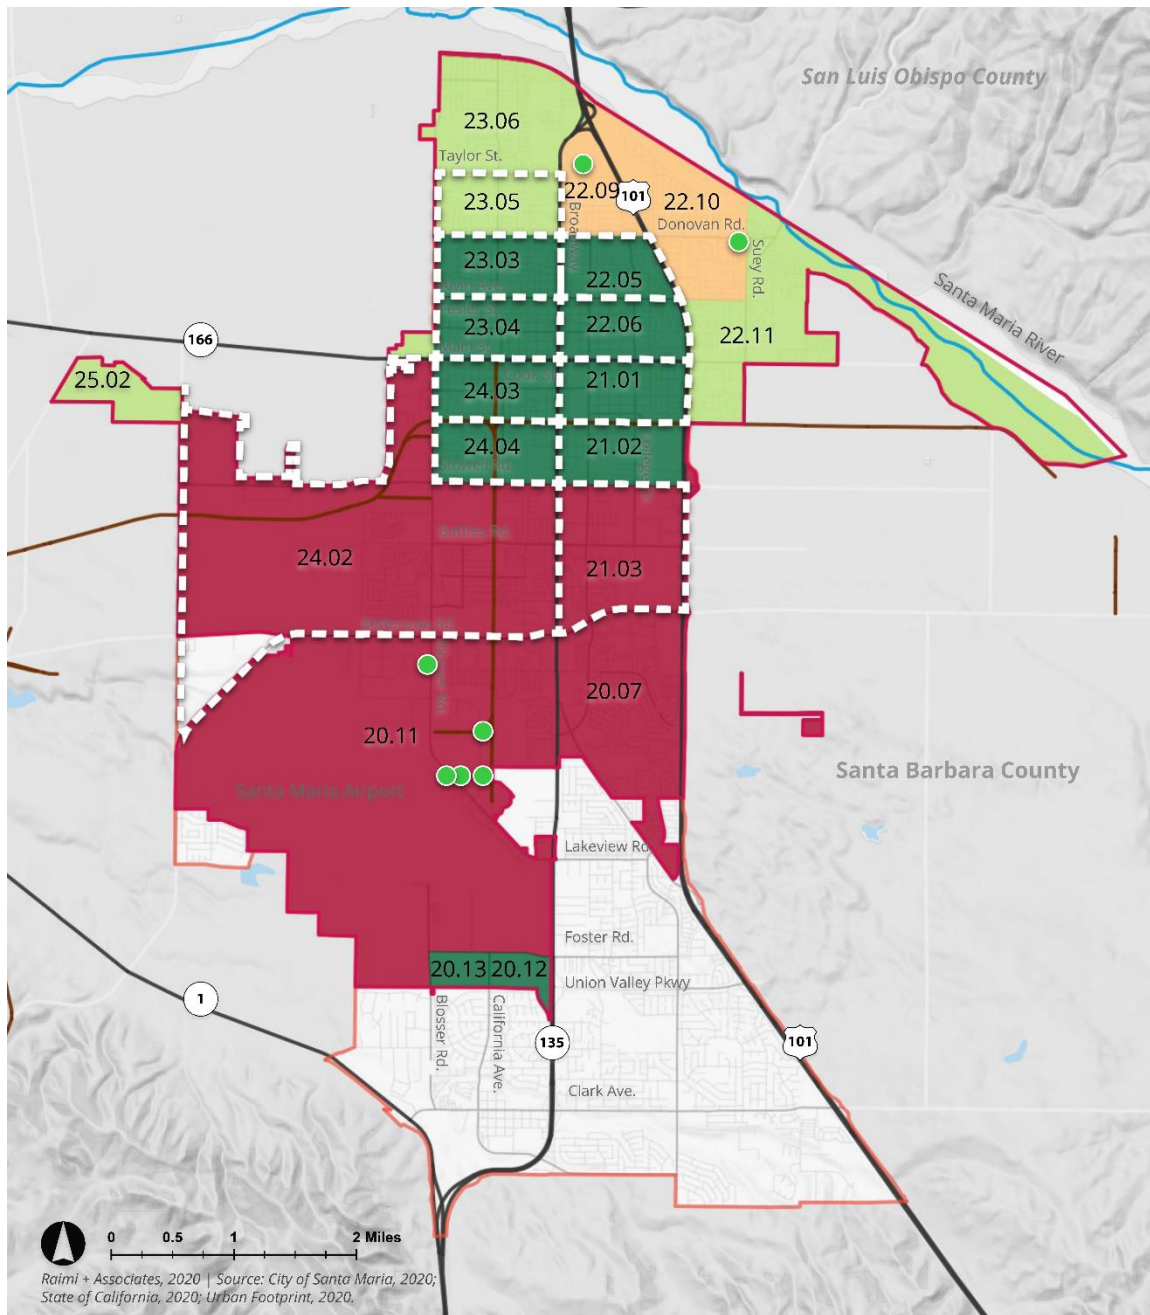 San Luis Obispo County
23.06
Taylor St.
22.09
101
22.10
23.05
Broadway
Donovan Rd.
Suey Rd.
23.03
22.05
Santa Maria River
23.04
22.06
22.11
166
25.02
24.03
21.01
24.04
21.02
Stowell Rd.
Battles Rd.
24.02
21.03
20.07
20.11
Santa Maria Airport
Santa Barbara County
Lakeview Rd.
Foster Rd.
20.13
20.12
Union Valley Pkwy
1
Blosser Rd.
California Ave.
135
101
Clark Ave.
0 0.5 1 2 Miles
Raimi + Associates, 2020 | Source: City of Santa Maria, 2020;
State of California, 2020; Urban Footprint, 2020.